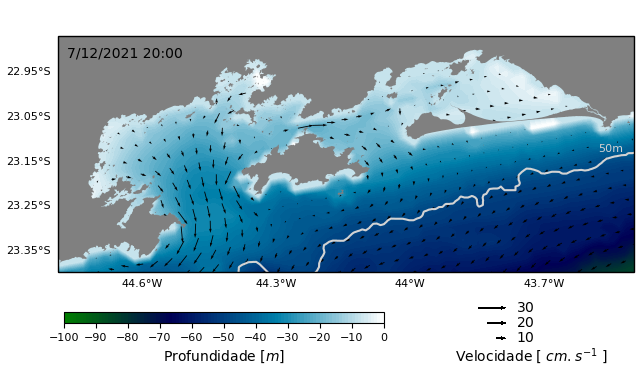 7/12/2021 20:00
22.95°S
23.05°S
23.15°S
23.25°S
23.35°S
50m
44.6°W 44.3°W 44°W 43.7°W
30
20
10
−100 −90 −80 −70 −60 −50 −40 −30 −20 −10 0
Profundidade [m]
Velocidade [ cm. s⁻¹ ]